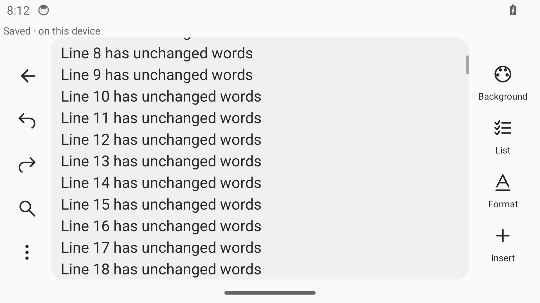 8:12
Saved · on this device
Line 8 has unchanged words
Line 9 has unchanged words
Line 10 has unchanged words
Line 11 has unchanged words
Line 12 has unchanged words
Line 13 has unchanged words
Line 14 has unchanged words
Line 15 has unchanged words
Line 16 has unchanged words
Line 17 has unchanged words
Line 18 has unchanged words
Background
List
Format
Insert